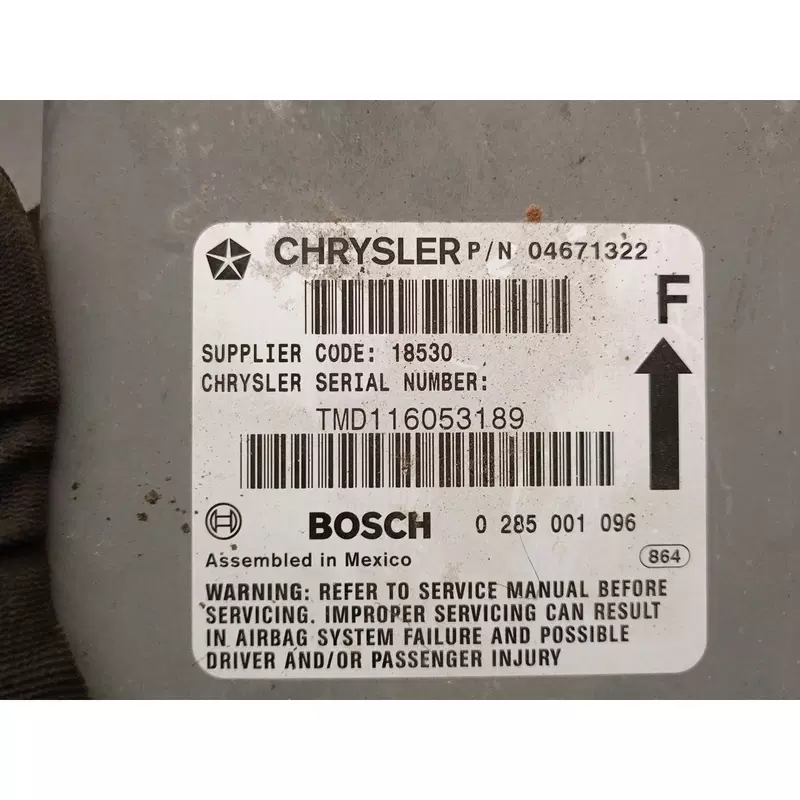 CHRYSLER P/N 04671322
F
SUPPLIER CODE: 18530
CHRYSLER SERIAL NUMBER:
TMD116053189
BOSCH 0 285 001 096
Assembled in Mexico 864
WARNING: REFER TO SERVICE MANUAL BEFORE
SERVICING. IMPROPER SERVICING CAN RESULT
IN AIRBAG SYSTEM FAILURE AND POSSIBLE
DRIVER AND/OR PASSENGER INJURY